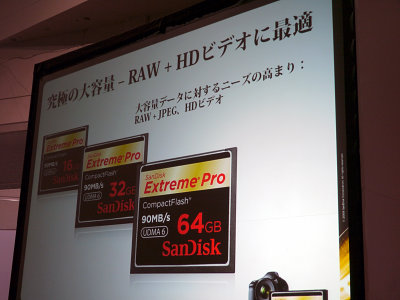 究極の大容量 – RAW + HDビデオに最適
大容量データに対するニーズの高まり：
RAW + JPEG、HDビデオ
Extreme Pro
CompactFlash
90MB/s
16
SanDisk
SanDisk
Extreme Pro
CompactFlash
90MB/s
UDMA 6
32GB
SanDisk
SanDisk
Extreme Pro
CompactFlash
90MB/s
UDMA 6
64GB
SanDisk